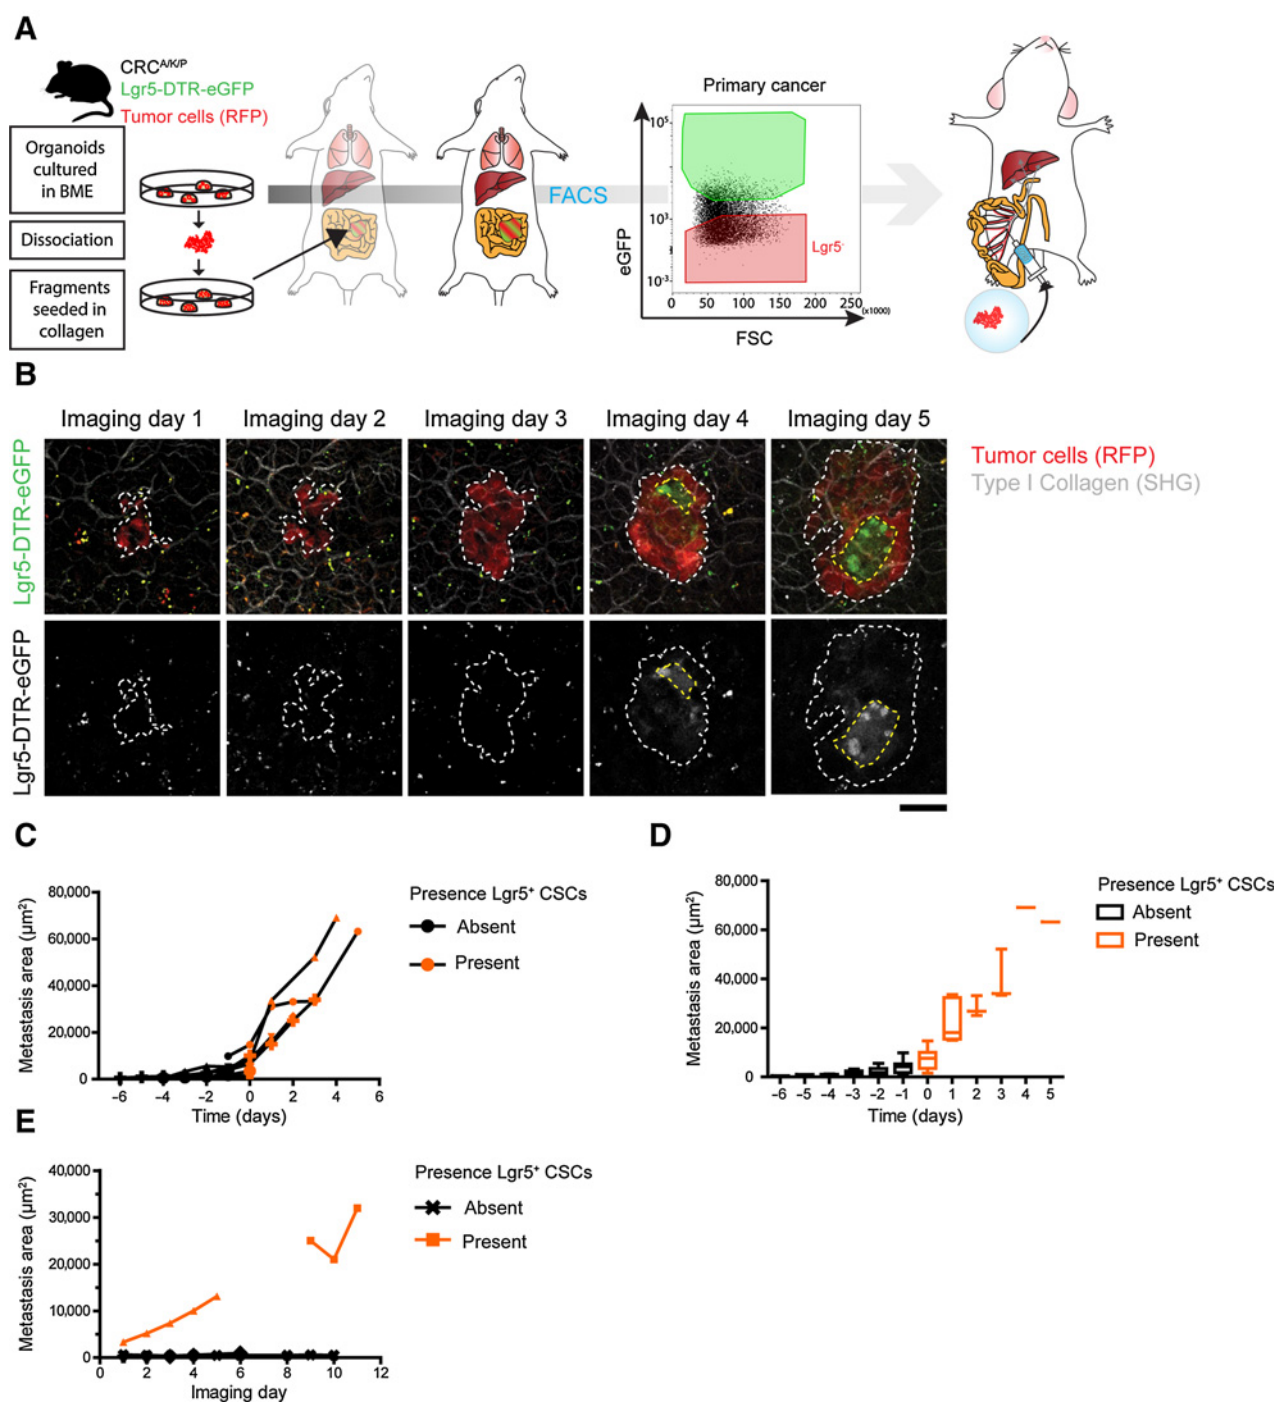 A
CRC^A/K/P
Lgr5-DTR-eGFP
Tumor cells (RFP)
Organoids
cultured
in BME
Dissociation
Fragments
seeded in
collagen
FACS
Primary cancer
eGFP
10^5
10^3
10^-3
Lgr5^-
0 50 100 150 200 250
(x1000)
FSC
B
Imaging day 1 Imaging day 2 Imaging day 3 Imaging day 4 Imaging day 5
Lgr5-DTR-eGFP
Tumor cells (RFP)
Type I Collagen (SHG)
Lgr5-DTR-eGFP
C
Metastasis area (µm²)
80,000
60,000
40,000
20,000
0
−6 −4 −2 0 2 4 6
Time (days)
Presence Lgr5⁺ CSCs
Absent
Present
D
Metastasis area (µm²)
80,000
60,000
40,000
20,000
0
−6 −5 −4 −3 −2 −1 0 1 2 3 4 5
Time (days)
Presence Lgr5⁺ CSCs
Absent
Present
E
Metastasis area (µm²)
40,000
30,000
20,000
10,000
0
0 2 4 6 8 10 12
Imaging day
Presence Lgr5⁺ CSCs
Absent
Present